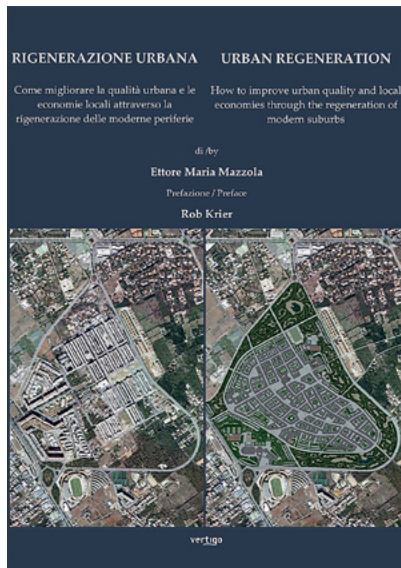 RIGENERAZIONE URBANA
Come migliorare la qualità urbana e le
economie locali attraverso la
rigenerazione delle moderne periferie
URBAN REGENERATION
How to improve urban quality and local
economies through the regeneration of
modern suburbs
di /by
Ettore Maria Mazzola
Prefazione / Preface
Rob Krier
vertigo